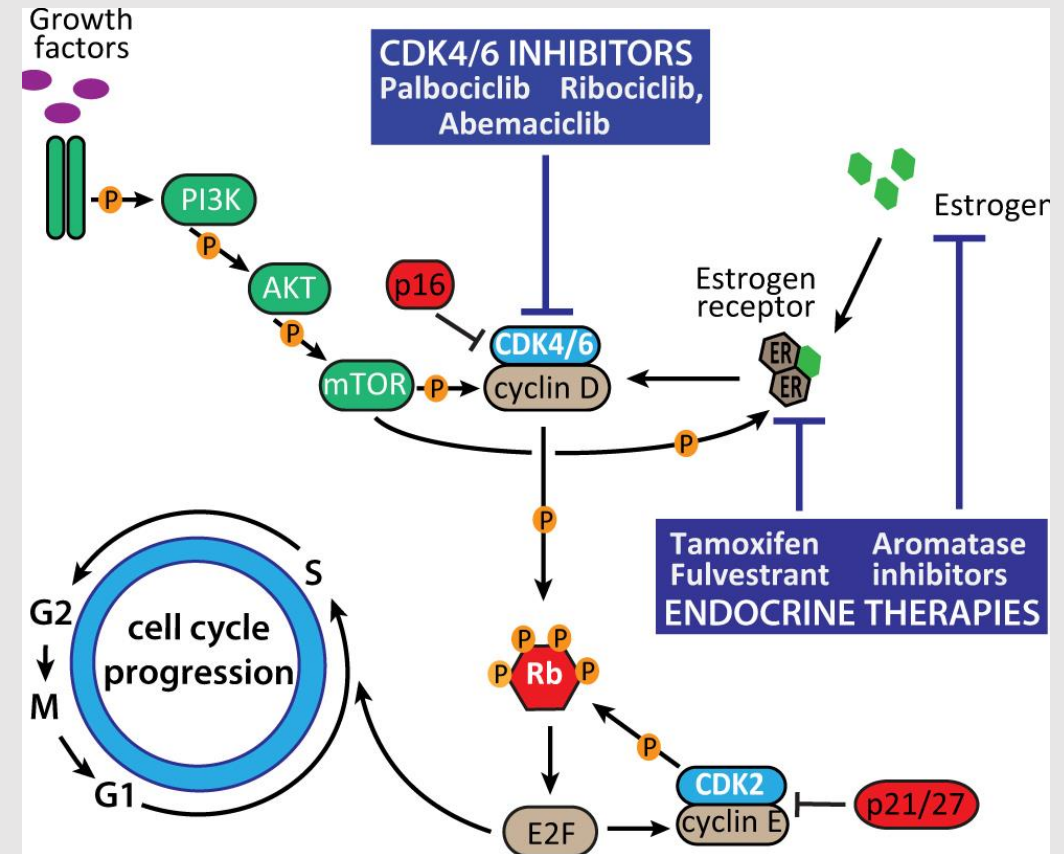 Growth
factors
CDK4/6 INHIBITORS
Palbociclib Ribociclib,
Abemaciclib
P
PI3K
P
AKT
P
mTOR
P
p16
CDK4/6
cyclin D
Estrogen
Estrogen
receptor
ER
ER
P
P
Tamoxifen Aromatase
Fulvestrant inhibitors
ENDOCRINE THERAPIES
S
G2
M
G1
cell cycle
progression
P P
P Rb P
P
CDK2
cyclin E
p21/27
E2F